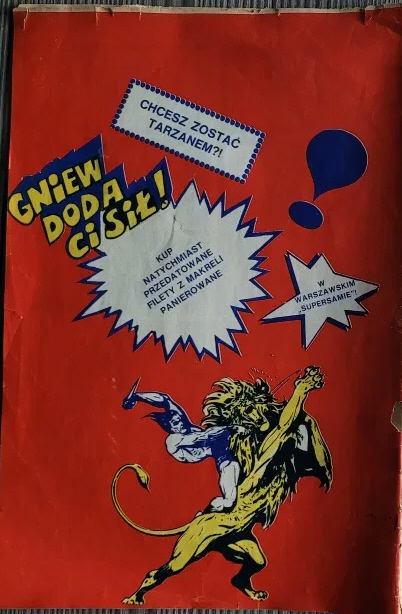 CHCESZ ZOSTAĆ
TARZANEM?!
GNiEW
DODA
Ci SiŁ!
KUP
NATYCHMIAST
PRZEDATOWANE
FILETY Z MAKRELI
PANIEROWANE
W
WARSZAWSKIM
„SUPERSAMIE”!